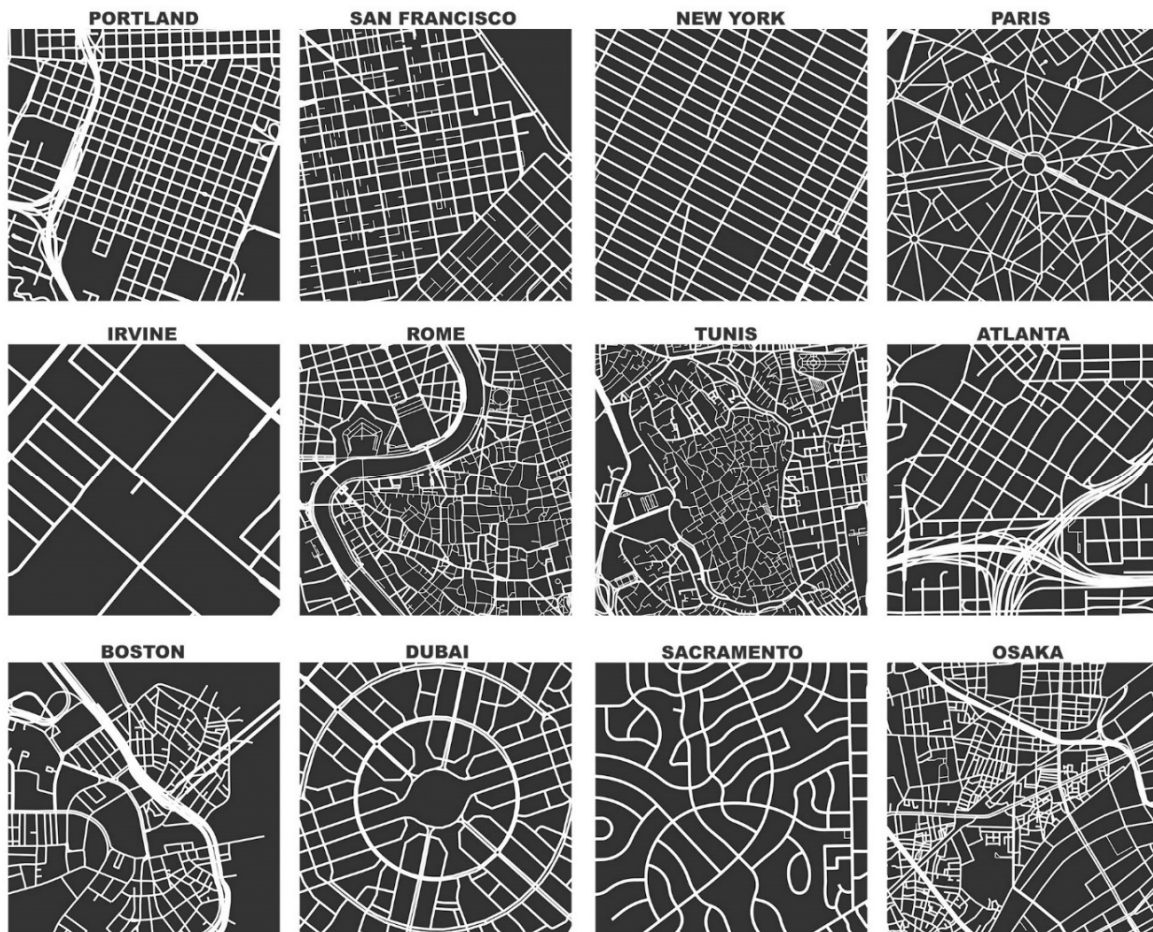 PORTLAND
SAN FRANCISCO
NEW YORK
PARIS
IRVINE
ROME
TUNIS
ATLANTA
BOSTON
DUBAI
SACRAMENTO
OSAKA